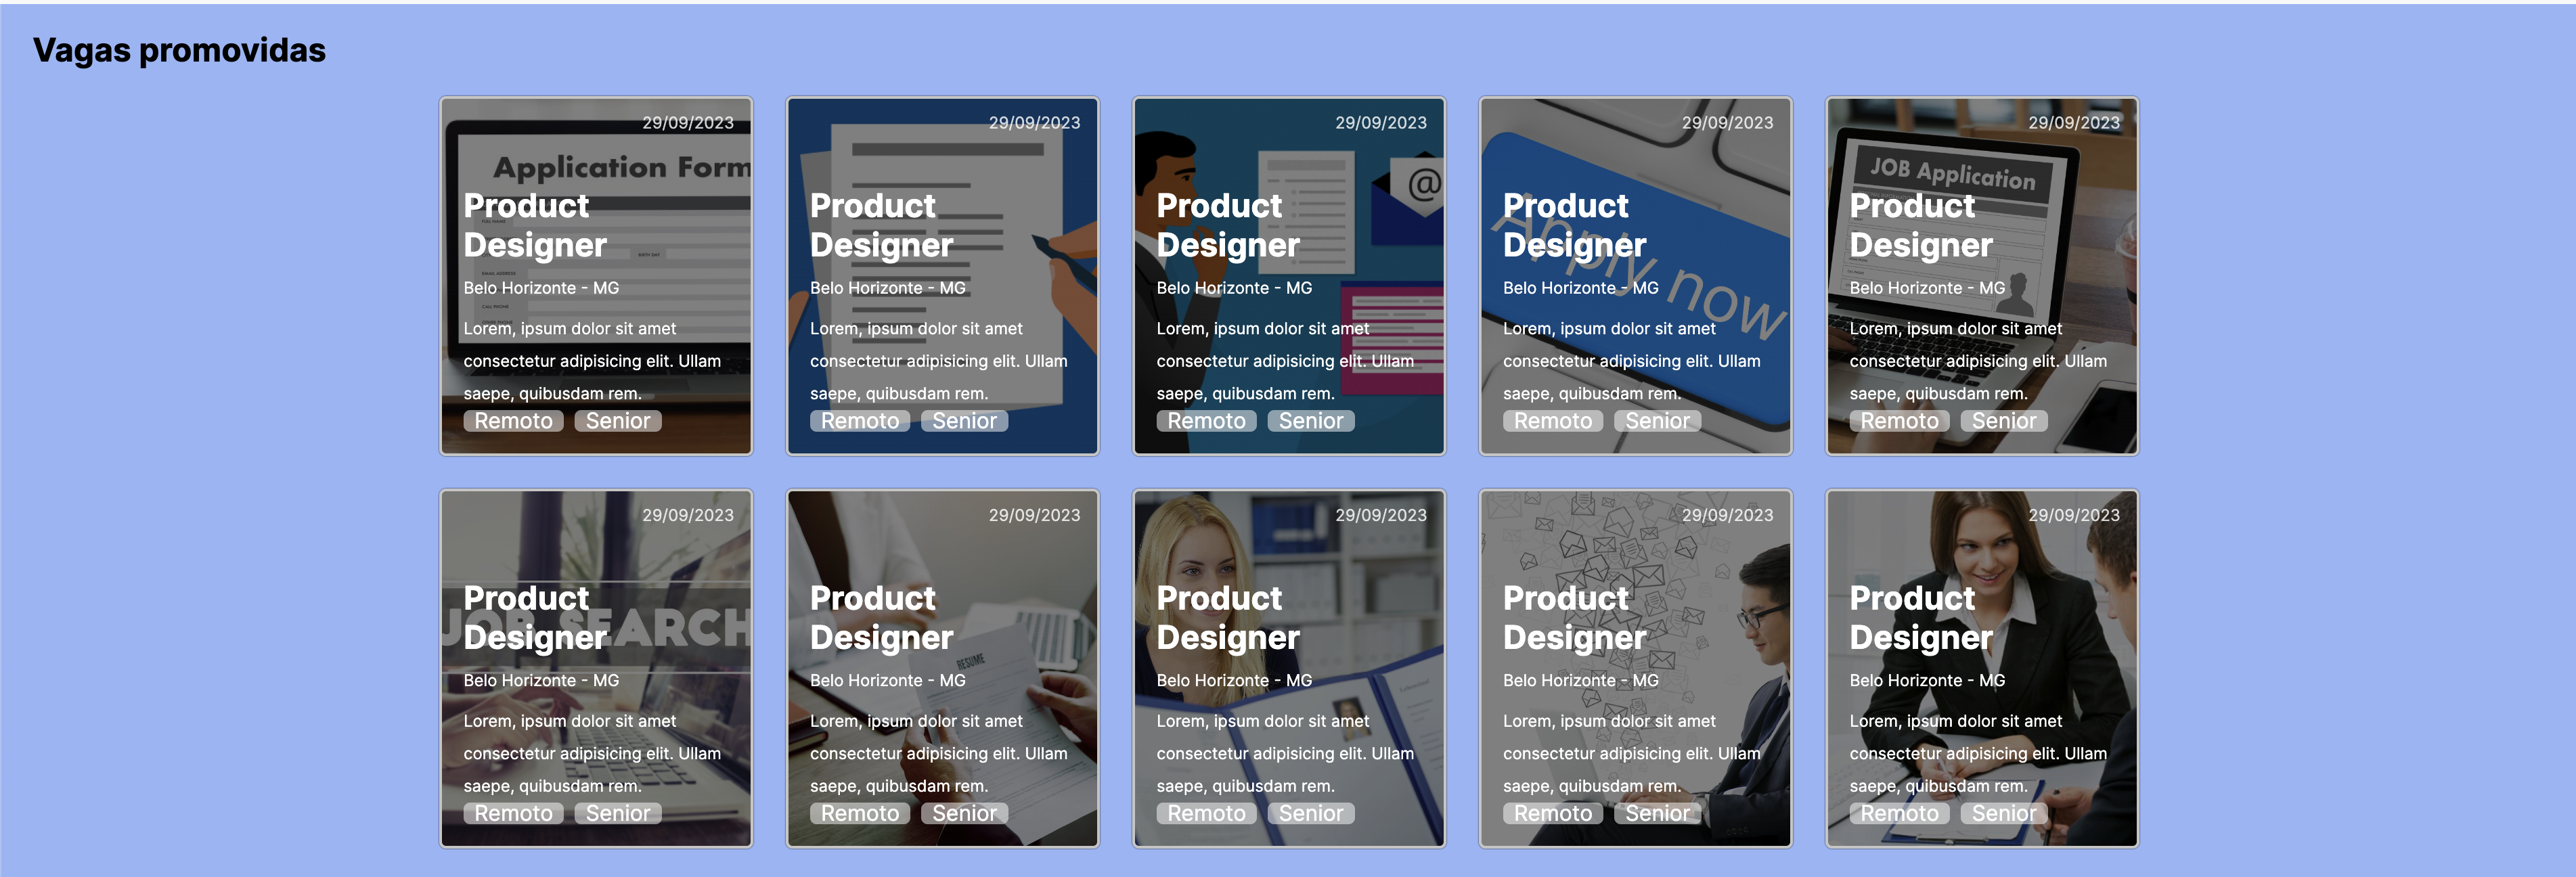 Vagas promovidas
29/09/2023
Application Form
FULL NAME
BIRTH DAY
EMAIL ADDRESS
CALL PHONE
Product
Designer
Belo Horizonte - MG
Lorem, ipsum dolor sit amet
consectetur adipisicing elit. Ullam
saepe, quibusdam rem.
Remoto Senior
29/09/2023
Product
Designer
Belo Horizonte - MG
Lorem, ipsum dolor sit amet
consectetur adipisicing elit. Ullam
saepe, quibusdam rem.
Remoto Senior
29/09/2023
@
Product
Designer
Belo Horizonte - MG
Lorem, ipsum dolor sit amet
consectetur adipisicing elit. Ullam
saepe, quibusdam rem.
Remoto Senior
29/09/2023
Apply now
Product
Designer
Belo Horizonte - MG
Lorem, ipsum dolor sit amet
consectetur adipisicing elit. Ullam
saepe, quibusdam rem.
Remoto Senior
29/09/2023
JOB Application
Product
Designer
Belo Horizonte - MG
Lorem, ipsum dolor sit amet
consectetur adipisicing elit. Ullam
saepe, quibusdam rem.
Remoto Senior
29/09/2023
JOB SEARCH
Product
Designer
Belo Horizonte - MG
Lorem, ipsum dolor sit amet
consectetur adipisicing elit. Ullam
saepe, quibusdam rem.
Remoto Senior
29/09/2023
Product
Designer
RESUME
Belo Horizonte - MG
Lorem, ipsum dolor sit amet
consectetur adipisicing elit. Ullam
saepe, quibusdam rem.
Remoto Senior
29/09/2023
Product
Designer
Belo Horizonte - MG
Lorem, ipsum dolor sit amet
consectetur adipisicing elit. Ullam
saepe, quibusdam rem.
Remoto Senior
29/09/2023
Product
Designer
Belo Horizonte - MG
Lorem, ipsum dolor sit amet
consectetur adipisicing elit. Ullam
saepe, quibusdam rem.
Remoto Senior
29/09/2023
Product
Designer
Belo Horizonte - MG
Lorem, ipsum dolor sit amet
consectetur adipisicing elit. Ullam
saepe, quibusdam rem.
Remoto Senior